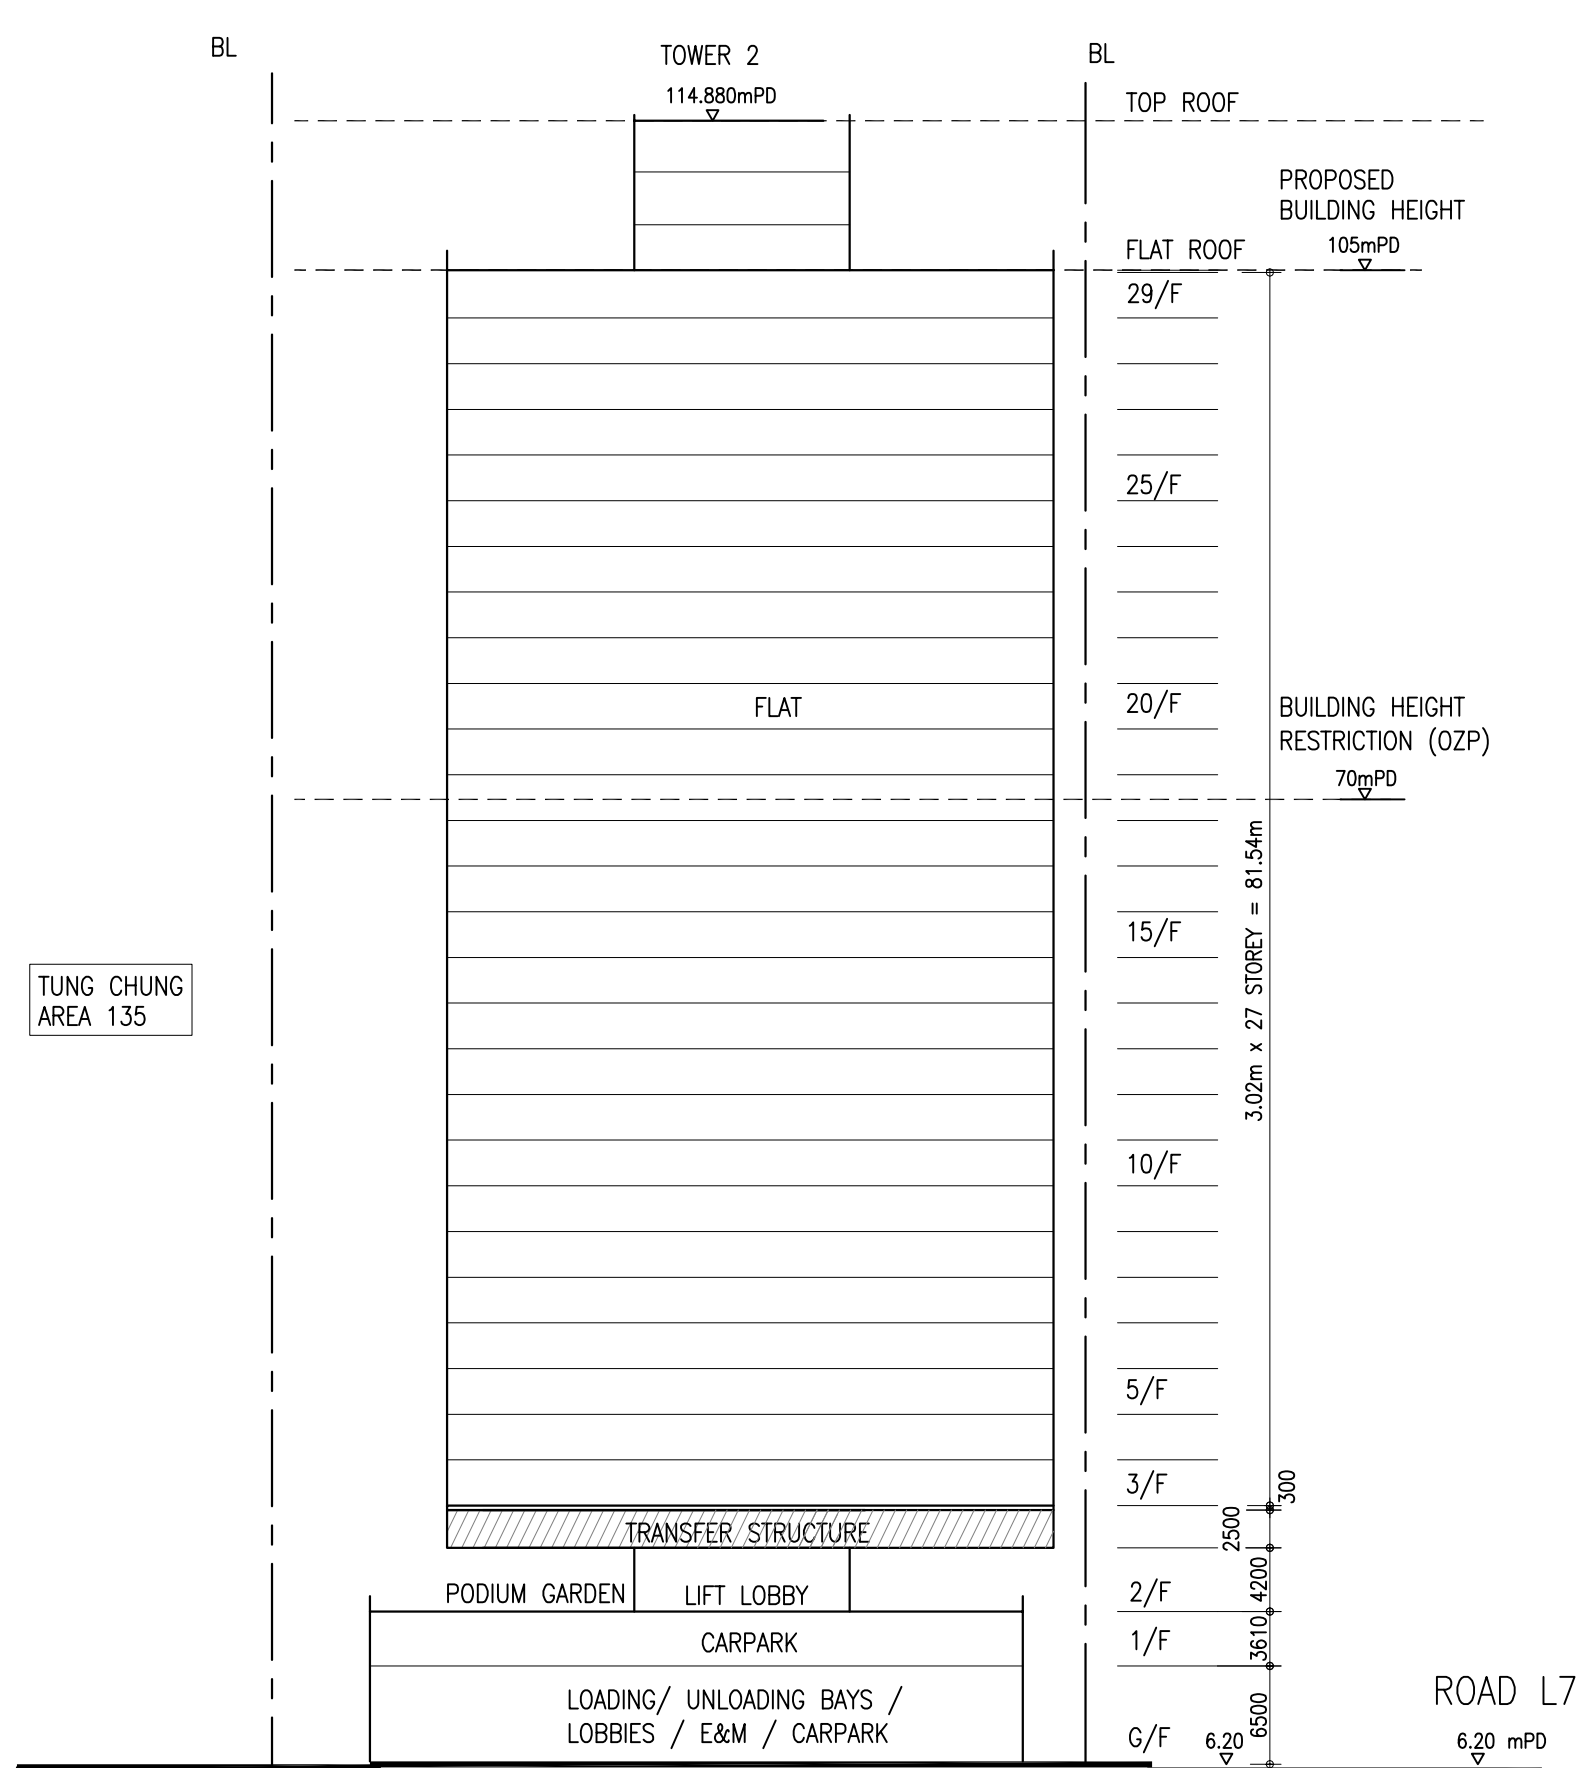 BL
TOWER 2
BL
114.880mPD
TOP ROOF
PROPOSED
BUILDING HEIGHT
105mPD
FLAT ROOF
29/F
25/F
FLAT
20/F
BUILDING HEIGHT
RESTRICTION (OZP)
70mPD
3.02m x 27 STOREY = 81.54m
15/F
TUNG CHUNG
AREA 135
10/F
5/F
3/F
300
TRANSFER STRUCTURE
2500
PODIUM GARDEN
LIFT LOBBY
2/F
4200
CARPARK
1/F
3610
LOADING/ UNLOADING BAYS /
LOBBIES / E&M / CARPARK
G/F
6.20
6500
ROAD L7
6.20 mPD